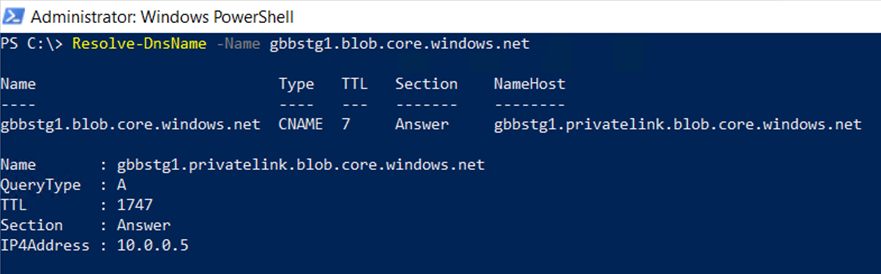 Administrator: Windows PowerShell
PS C:\> Resolve-DnsName -Name gbbstg1.blob.core.windows.net
Name Type TTL Section NameHost
---- ---- --- ------- --------
gbbstg1.blob.core.windows.net CNAME 7 Answer gbbstg1.privatelink.blob.core.windows.net
Name : gbbstg1.privatelink.blob.core.windows.net
QueryType : A
TTL : 1747
Section : Answer
IP4Address : 10.0.0.5